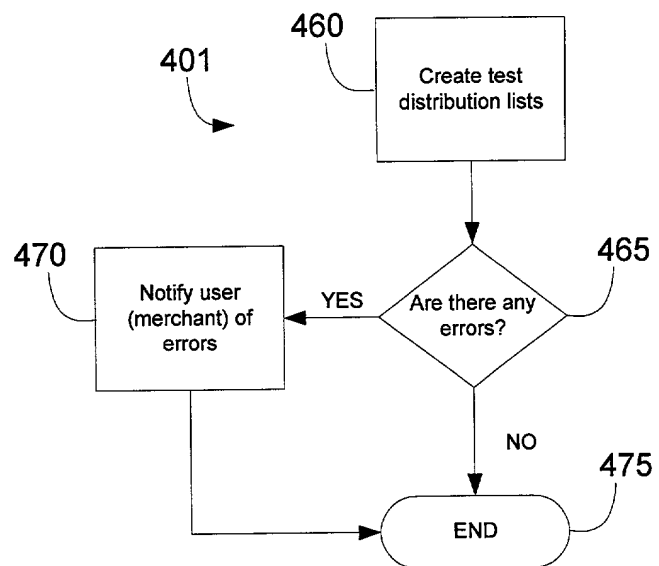 460
401
Create test
distribution lists
470
465
Notify user
(merchant) of
errors
YES
Are there any
errors?
NO
475
END